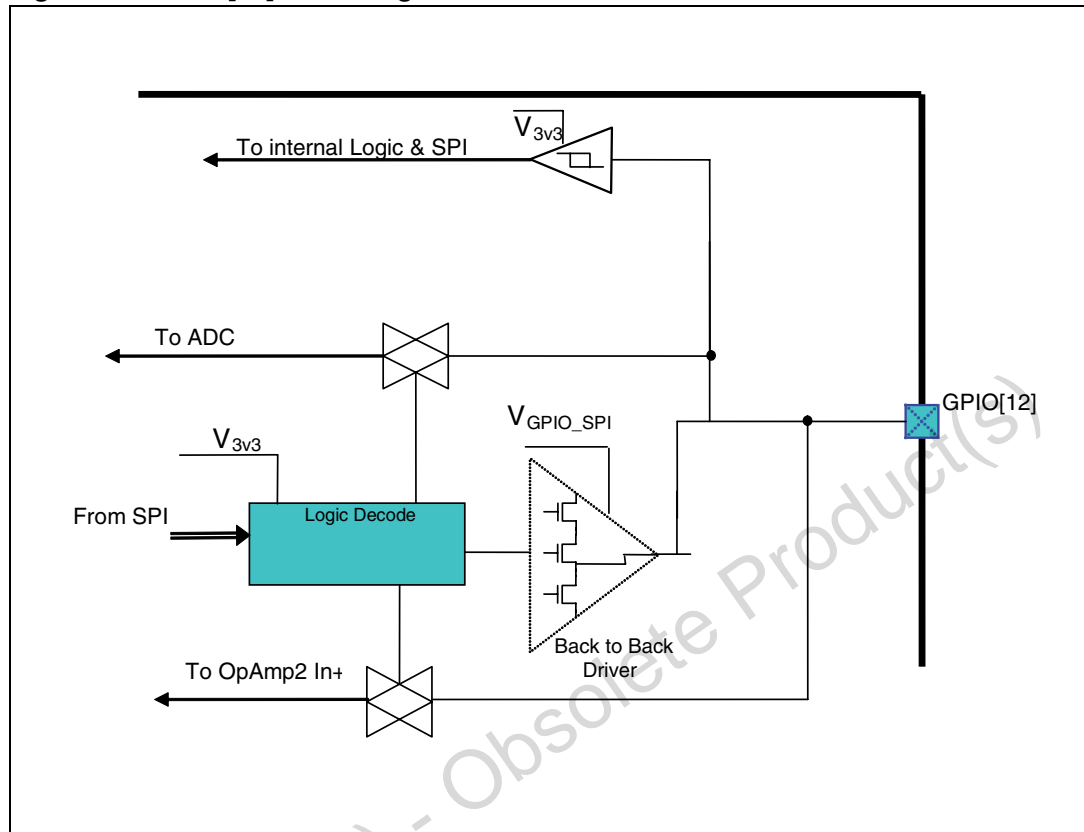 V3v3
To internal Logic & SPI
To ADC
GPIO[12]
VGPIO_SPI
V3v3
From SPI
Logic Decode
Back to Back
Driver
To OpAmp2 In+
) - Obsolete Product(s)